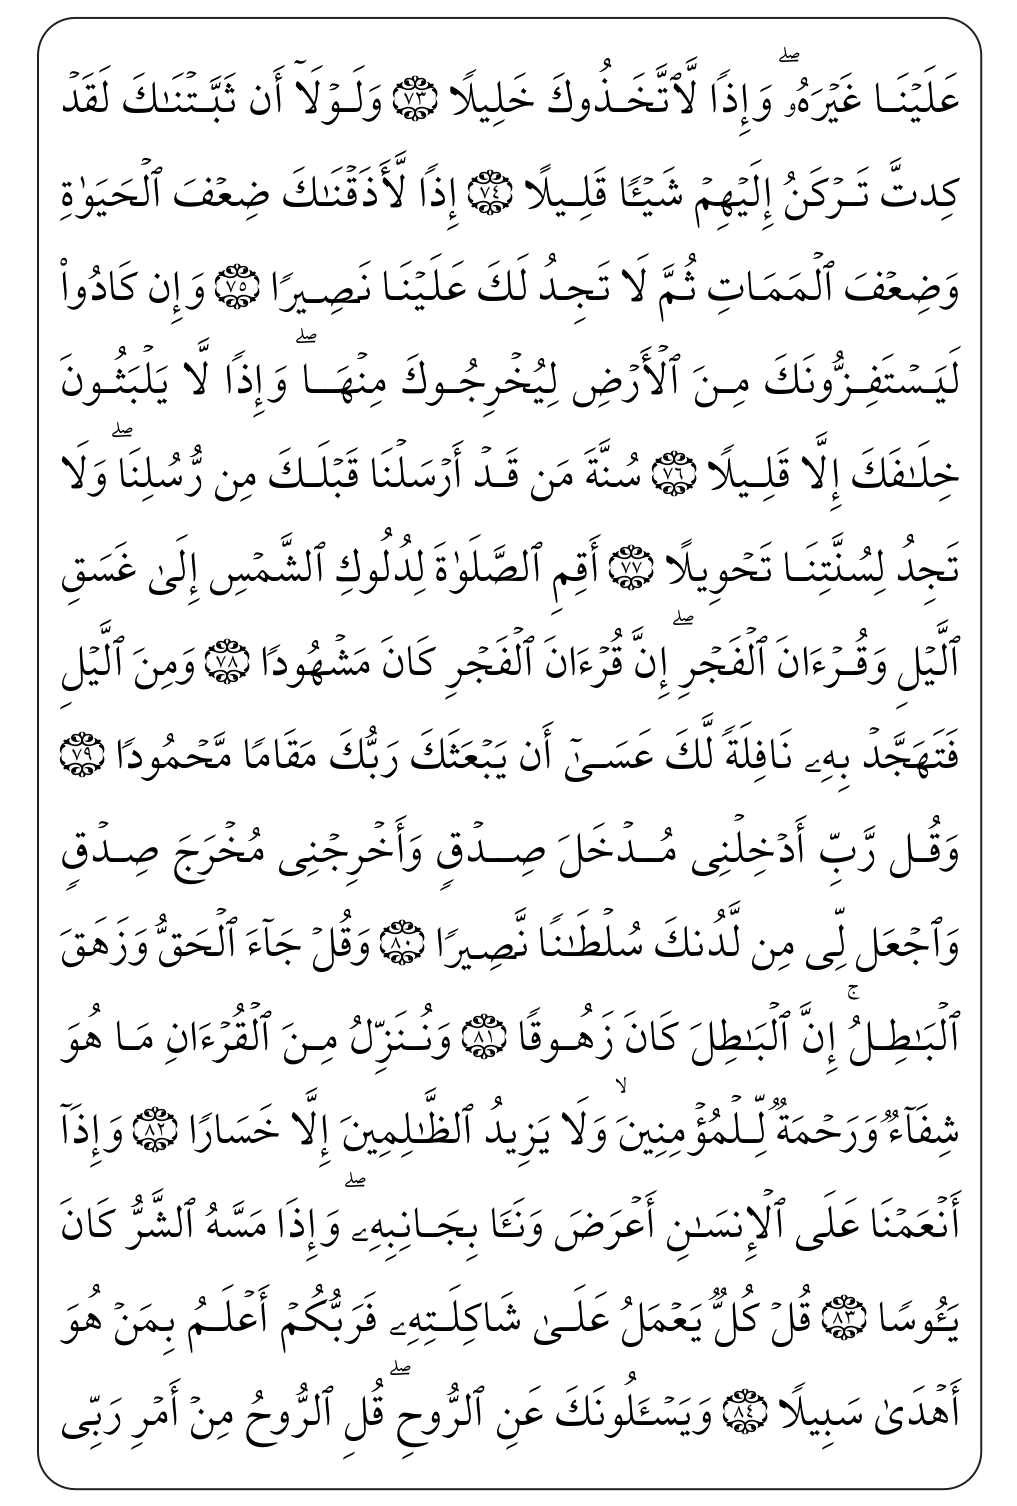 عَلَيۡنَا غَيۡرَهُۥۖ وَإِذٗا لَّٱتَّخَذُوكَ خَلِيلٗا ٧٣ وَلَوۡلَآ أَن ثَبَّتۡنَٰكَ لَقَدۡ
كِدتَّ تَرۡكَنُ إِلَيۡهِمۡ شَيۡـٔٗا قَلِيلًا ٧٤ إِذٗا لَّأَذَقۡنَٰكَ ضِعۡفَ ٱلۡحَيَوٰةِ
وَضِعۡفَ ٱلۡمَمَاتِ ثُمَّ لَا تَجِدُ لَكَ عَلَيۡنَا نَصِيرٗا ٧٥ وَإِن كَادُواْ
لَيَسۡتَفِزُّونَكَ مِنَ ٱلۡأَرۡضِ لِيُخۡرِجُوكَ مِنۡهَاۖ وَإِذٗا لَّا يَلۡبَثُونَ
خِلَٰفَكَ إِلَّا قَلِيلٗا ٧٦ سُنَّةَ مَن قَدۡ أَرۡسَلۡنَا قَبۡلَكَ مِن رُّسُلِنَاۖ وَلَا
تَجِدُ لِسُنَّتِنَا تَحۡوِيلًا ٧٧ أَقِمِ ٱلصَّلَوٰةَ لِدُلُوكِ ٱلشَّمۡسِ إِلَىٰ غَسَقِ
ٱلَّيۡلِ وَقُرۡءَانَ ٱلۡفَجۡرِۖ إِنَّ قُرۡءَانَ ٱلۡفَجۡرِ كَانَ مَشۡهُودٗا ٧٨ وَمِنَ ٱلَّيۡلِ
فَتَهَجَّدۡ بِهِۦ نَافِلَةٗ لَّكَ عَسَىٰٓ أَن يَبۡعَثَكَ رَبُّكَ مَقَامٗا مَّحۡمُودٗا ٧٩
وَقُل رَّبِّ أَدۡخِلۡنِي مُدۡخَلَ صِدۡقٖ وَأَخۡرِجۡنِي مُخۡرَجَ صِدۡقٖ
وَٱجۡعَل لِّي مِن لَّدُنكَ سُلۡطَٰنٗا نَّصِيرٗا ٨٠ وَقُلۡ جَآءَ ٱلۡحَقُّ وَزَهَقَ
ٱلۡبَٰطِلُۚ إِنَّ ٱلۡبَٰطِلَ كَانَ زَهُوقٗا ٨١ وَنُنَزِّلُ مِنَ ٱلۡقُرۡءَانِ مَا هُوَ
شِفَآءٞ وَرَحۡمَةٞ لِّلۡمُؤۡمِنِينَۙ وَلَا يَزِيدُ ٱلظَّٰلِمِينَ إِلَّا خَسَارٗا ٨٢ وَإِذَآ
أَنۡعَمۡنَا عَلَى ٱلۡإِنسَٰنِ أَعۡرَضَ وَنَـَٔا بِجَانِبِهِۦۖ وَإِذَا مَسَّهُ ٱلشَّرُّ كَانَ
يَـُٔوسٗا ٨٣ قُلۡ كُلّٞ يَعۡمَلُ عَلَىٰ شَاكِلَتِهِۦ فَرَبُّكُمۡ أَعۡلَمُ بِمَنۡ هُوَ
أَهۡدَىٰ سَبِيلٗا ٨٤ وَيَسۡـَٔلُونَكَ عَنِ ٱلرُّوحِۖ قُلِ ٱلرُّوحُ مِنۡ أَمۡرِ رَبِّي